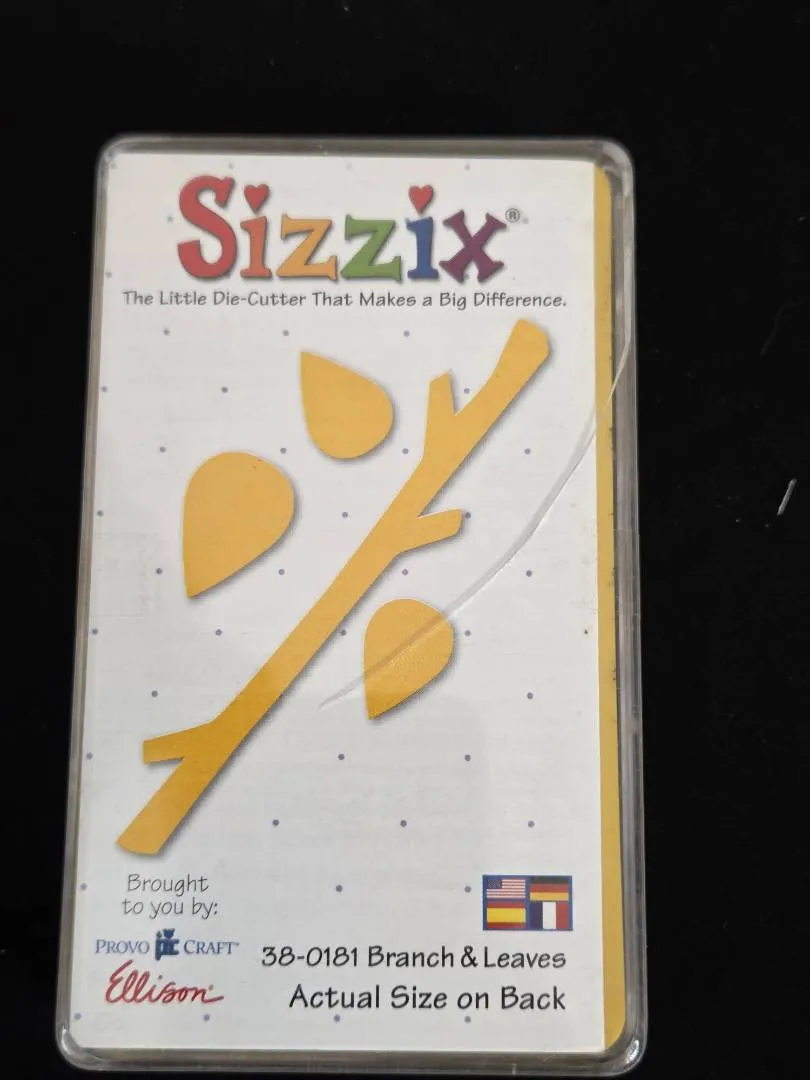 Sizzix®
The Little Die-Cutter That Makes a Big Difference.
Brought
to you by:
PROVO CRAFT
Ellison
38-0181 Branch & Leaves
Actual Size on Back